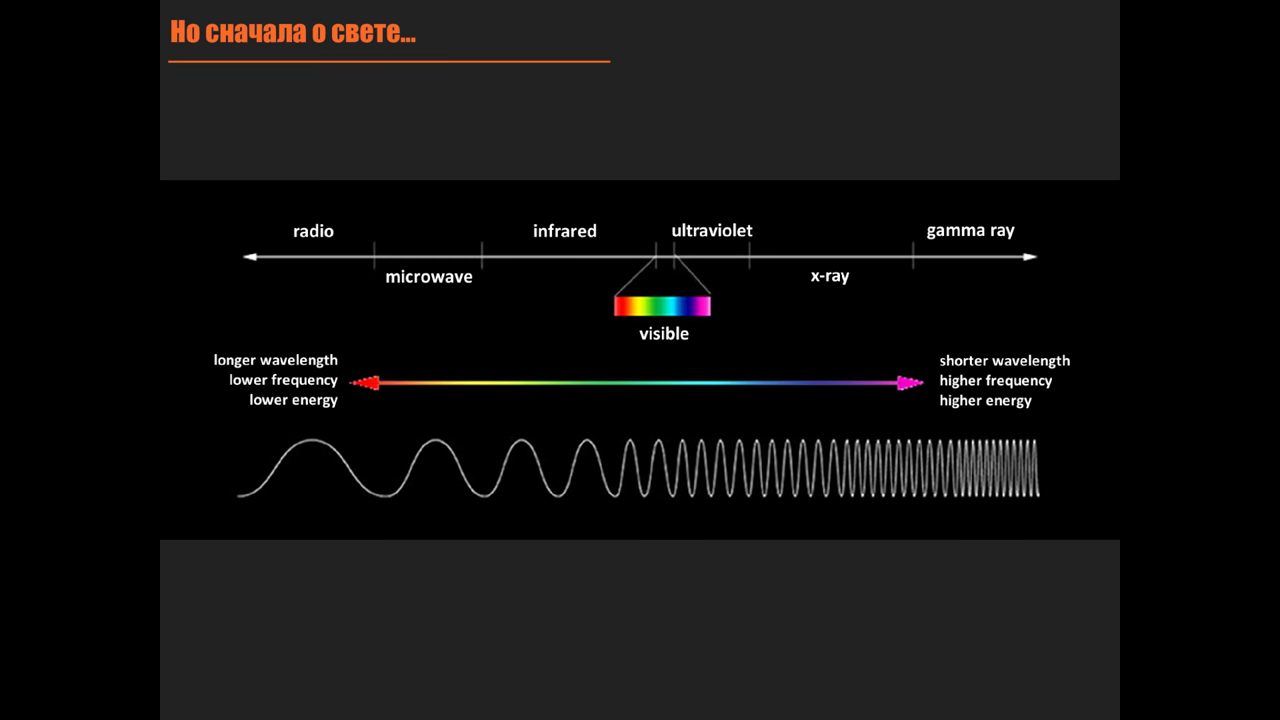 Но сначала о свете...
radio
infrared
ultraviolet
gamma ray
microwave
x-ray
visible
longer wavelength
lower frequency
lower energy
shorter wavelength
higher frequency
higher energy